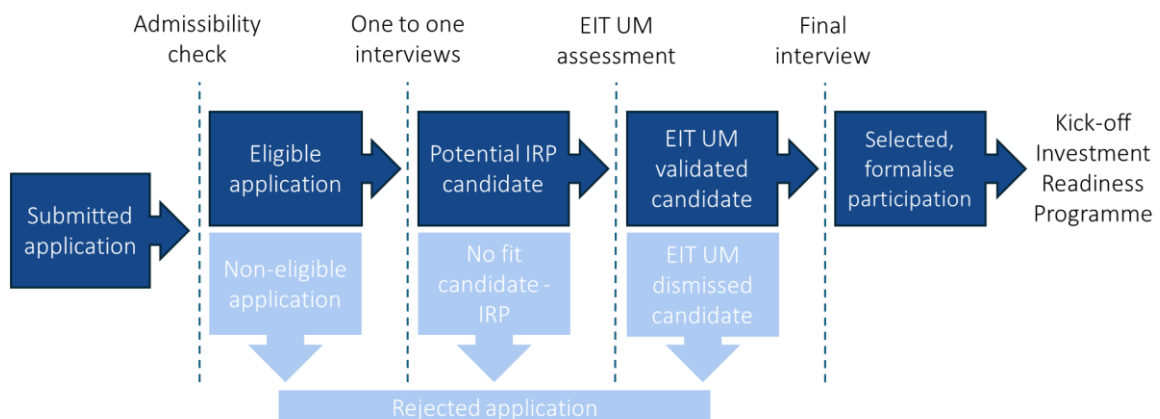 Admissibility
check
One to one
interviews
EIT UM
assessment
Final
interview
Submitted
application
Eligible
application
Potential IRP
candidate
EIT UM
validated
candidate
Selected,
formalise
participation
Kick-off
Investment
Readiness
Programme
Non-eligible
application
No fit
candidate -
IRP
EIT UM
dismissed
candidate
Rejected application